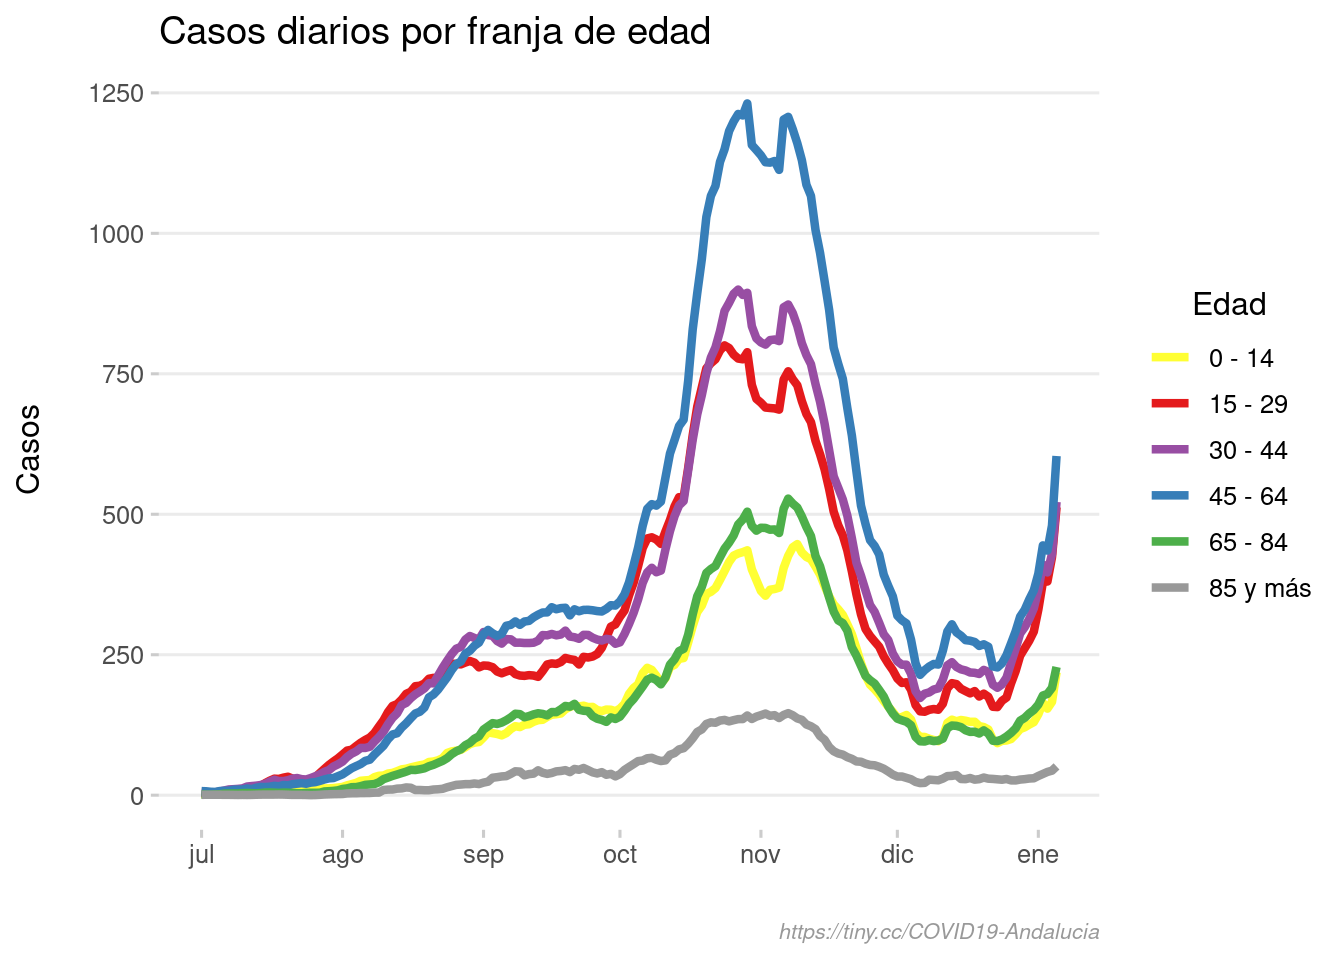 Casos diarios por franja de edad
Casos
1250
1000
750
500
250
0
jul
ago
sep
oct
nov
dic
ene
Edad
0 - 14
15 - 29
30 - 44
45 - 64
65 - 84
85 y más
https://tiny.cc/COVID19-Andalucia